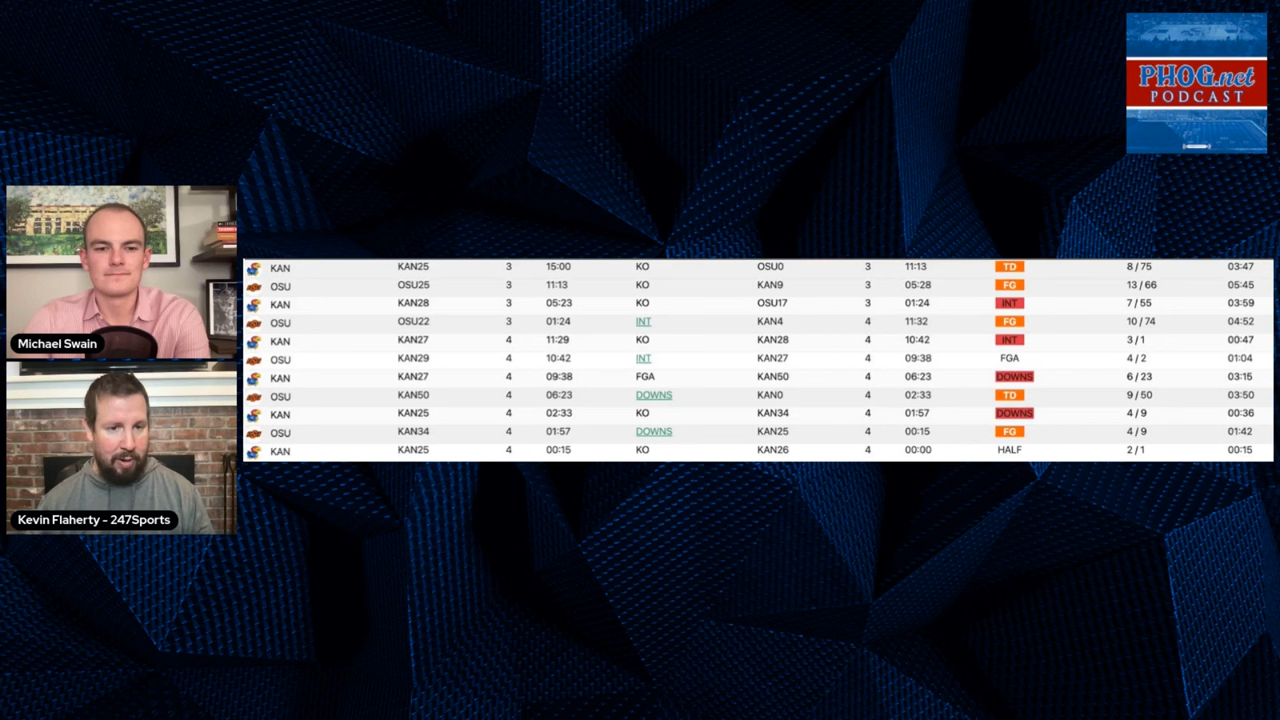 PHOG.net
PODCAST
KAN KAN25 3 15:00 KO OSU0 3 11:13 TD 8 / 75 03:47
OSU OSU25 3 11:13 KO KAN9 3 05:28 FG 13 / 66 05:45
KAN KAN28 3 05:23 KO OSU17 3 01:24 INT 7 / 55 03:59
OSU OSU22 3 01:24 INT KAN4 4 11:32 FG 10 / 74 04:52
KAN KAN27 4 11:29 KO KAN28 4 10:42 INT 3 / 1 00:47
OSU KAN29 4 10:42 INT KAN27 4 09:38 FGA 4 / 2 01:04
KAN KAN27 4 09:38 FGA KAN50 4 06:23 DOWNS 6 / 23 03:15
OSU KAN50 4 06:23 DOWNS KAN0 4 02:33 TD 9 / 50 03:50
KAN KAN25 4 02:33 KO KAN34 4 01:57 DOWNS 4 / 9 00:36
OSU KAN34 4 01:57 DOWNS KAN25 4 00:15 FG 4 / 9 01:42
KAN KAN25 4 00:15 KO KAN26 4 00:00 HALF 2 / 1 00:15
Michael Swain
Kevin Flaherty - 247Sports